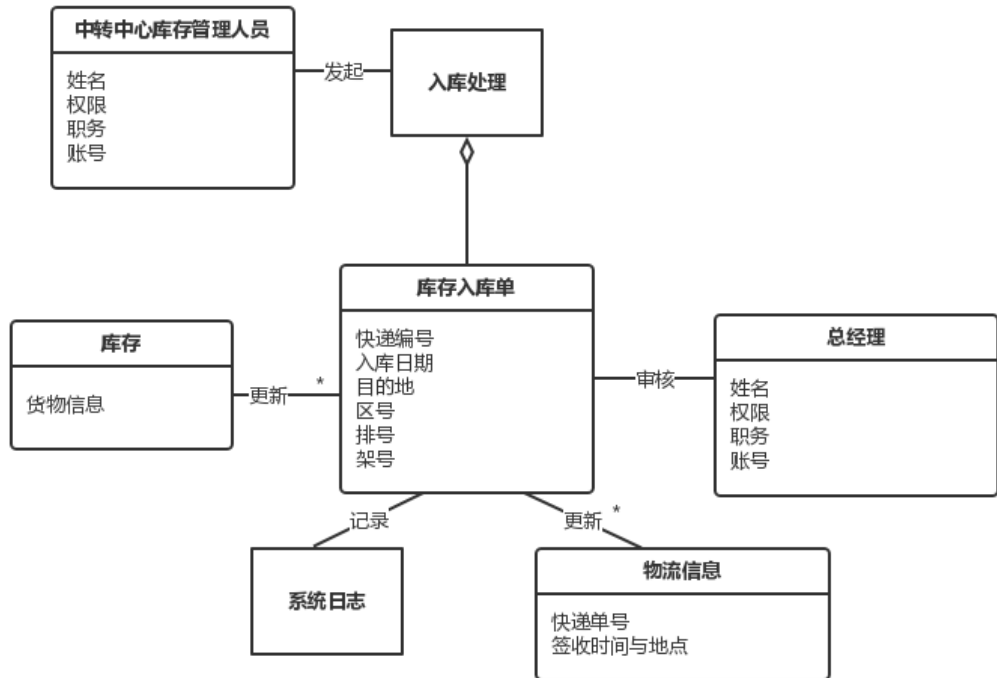 中转中心库存管理人员
姓名
权限
职务
账号
发起
入库处理
库存入库单
快递编号
入库日期
目的地
区号
排号
架号
库存
货物信息
更新
*
审核
总经理
姓名
权限
职务
账号
记录
更新
*
系统日志
物流信息
快递单号
签收时间与地点